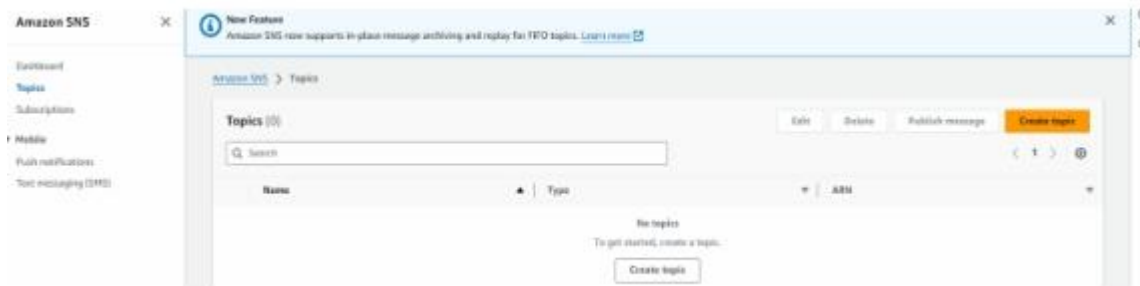 Amazon SNS
New Feature
Amazon SNS now supports in-place message archiving and replay for FIFO topics. Learn more
Dashboard
Topics
Subscriptions
Mobile
Push notifications
Text messaging (SMS)
Amazon SNS > Topics
Topics (0)
Edit Delete Publish message Create topic
Search
1
Name Type ARN
No topics
To get started, create a topic.
Create topic